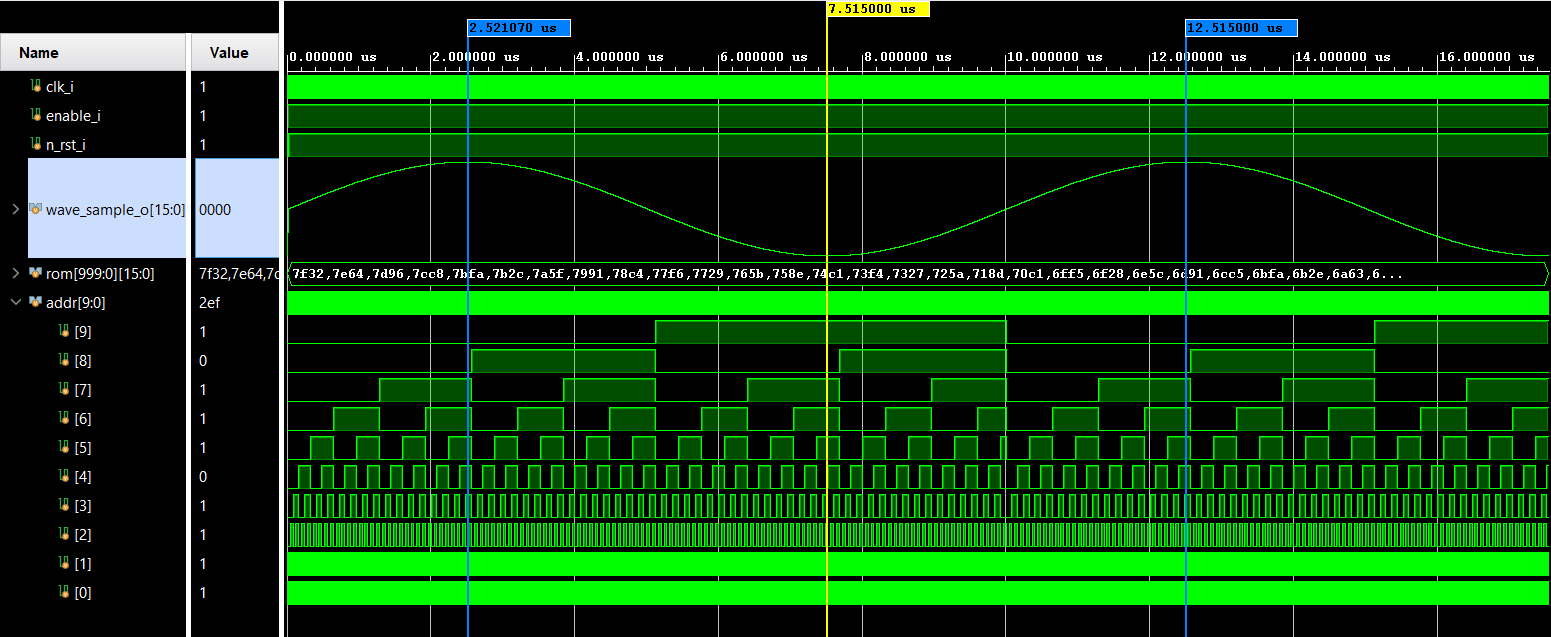 7.515000 us
2.521070 us 12.515000 us
Name Value
0.000000 us 2.000000 us 4.000000 us 6.000000 us 8.000000 us 10.000000 us 12.000000 us 14.000000 us 16.000000 us
clk_i 1
enable_i 1
n_rst_i 1
wave_sample_o[15:0] 0000
rom[999:0][15:0] 7f32,7e64,7d 7f32,7e64,7d96,7cc8,7bfa,7b2c,7a5f,7991,78c4,77f6,7729,765b,758e,74c1,73f4,7327,725a,718d,70c1,6ff5,6f28,6e5c,6d91,6cc5,6bfa,6b2e,6a63,6...
addr[9:0] 2ef
[9] 1
[8] 0
[7] 1
[6] 1
[5] 1
[4] 0
[3] 1
[2] 1
[1] 1
[0] 1